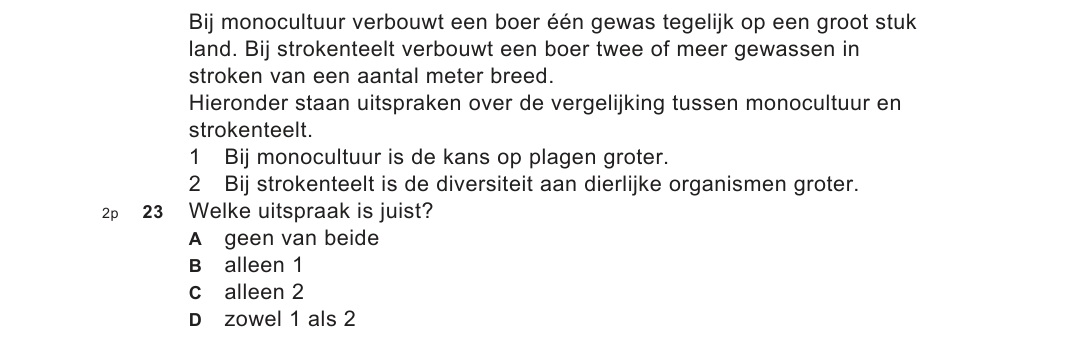 Bij monocultuur verbouwt een boer één gewas tegelijk op een groot stuk
land. Bij strokenteelt verbouwt een boer twee of meer gewassen in
stroken van een aantal meter breed.
Hieronder staan uitspraken over de vergelijking tussen monocultuur en
strokenteelt.
1 Bij monocultuur is de kans op plagen groter.
2 Bij strokenteelt is de diversiteit aan dierlijke organismen groter.
2p 23 Welke uitspraak is juist?
A geen van beide
B alleen 1
C alleen 2
D zowel 1 als 2